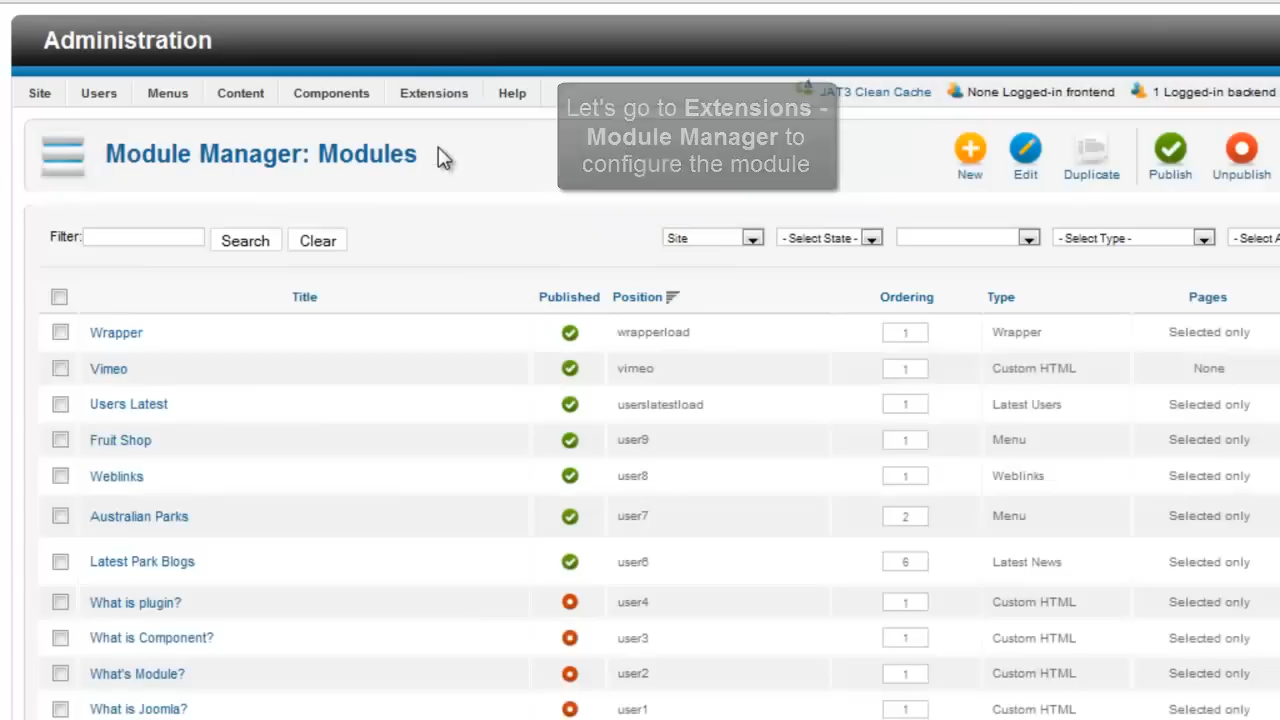 Administration
Site Users Menus Content Components Extensions Help JAT3 Clean Cache None Logged-in frontend 1 Logged-in backend
Let's go to Extensions -
Module Manager to
configure the module
Module Manager: Modules
New Edit Duplicate Publish Unpublish
Filter: Search Clear Site - Select State - - Select Type - - Select A
Title Published Position Ordering Type Pages
Wrapper wrapperload 1 Wrapper Selected only
Vimeo vimeo 1 Custom HTML None
Users Latest userslatestload 1 Latest Users Selected only
Fruit Shop user9 1 Menu Selected only
Weblinks user8 1 Weblinks Selected only
Australian Parks user7 2 Menu Selected only
Latest Park Blogs user6 6 Latest News Selected only
What is plugin? user4 1 Custom HTML Selected only
What is Component? user3 1 Custom HTML Selected only
What's Module? user2 1 Custom HTML Selected only
What is Joomla? user1 1 Custom HTML Selected only